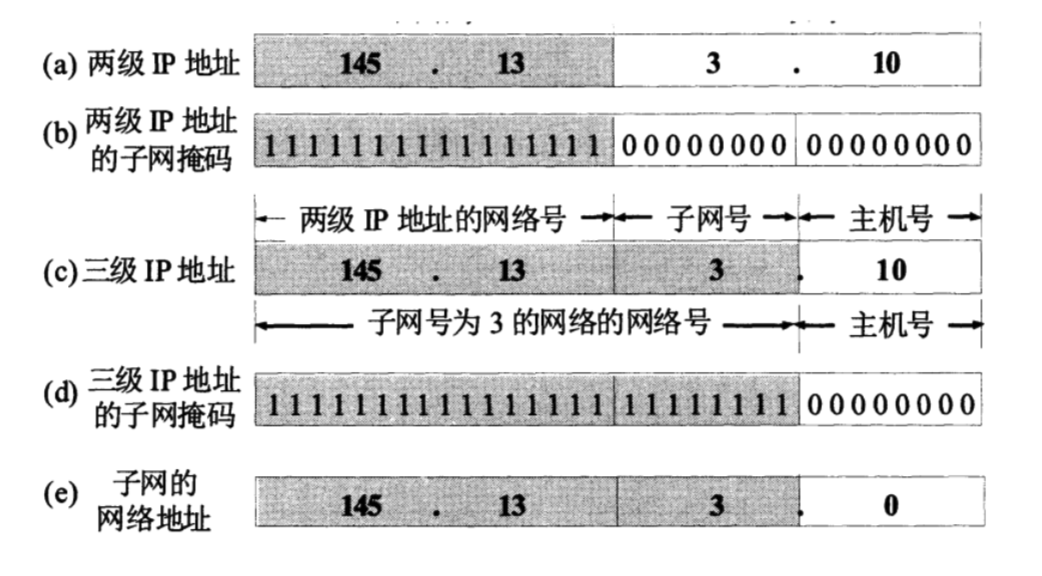 (a) 两级 IP 地址 145 . 13 3 . 10
(b) 两级 IP 地址
的子网掩码 1111111111111111 00000000 00000000
两级 IP 地址的网络号 子网号 主机号
(c) 三级 IP 地址 145 . 13 3 . 10
子网号为 3 的网络的网络号 主机号
(d) 三级 IP 地址
的子网掩码 1111111111111111 11111111 00000000
(e) 子网的
网络地址 145 . 13 3 . 0